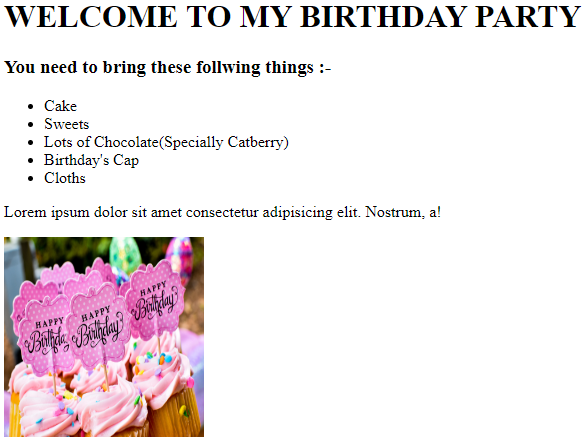 WELCOME TO MY BIRTHDAY PARTY
You need to bring these follwing things :-
Cake
Sweets
Lots of Chocolate(Specially Catberry)
Birthday's Cap
Cloths
Lorem ipsum dolor sit amet consectetur adipisicing elit. Nostrum, a!
HAPPY
Birthday
HAPPY
Birthda
HAPPY
Birthday